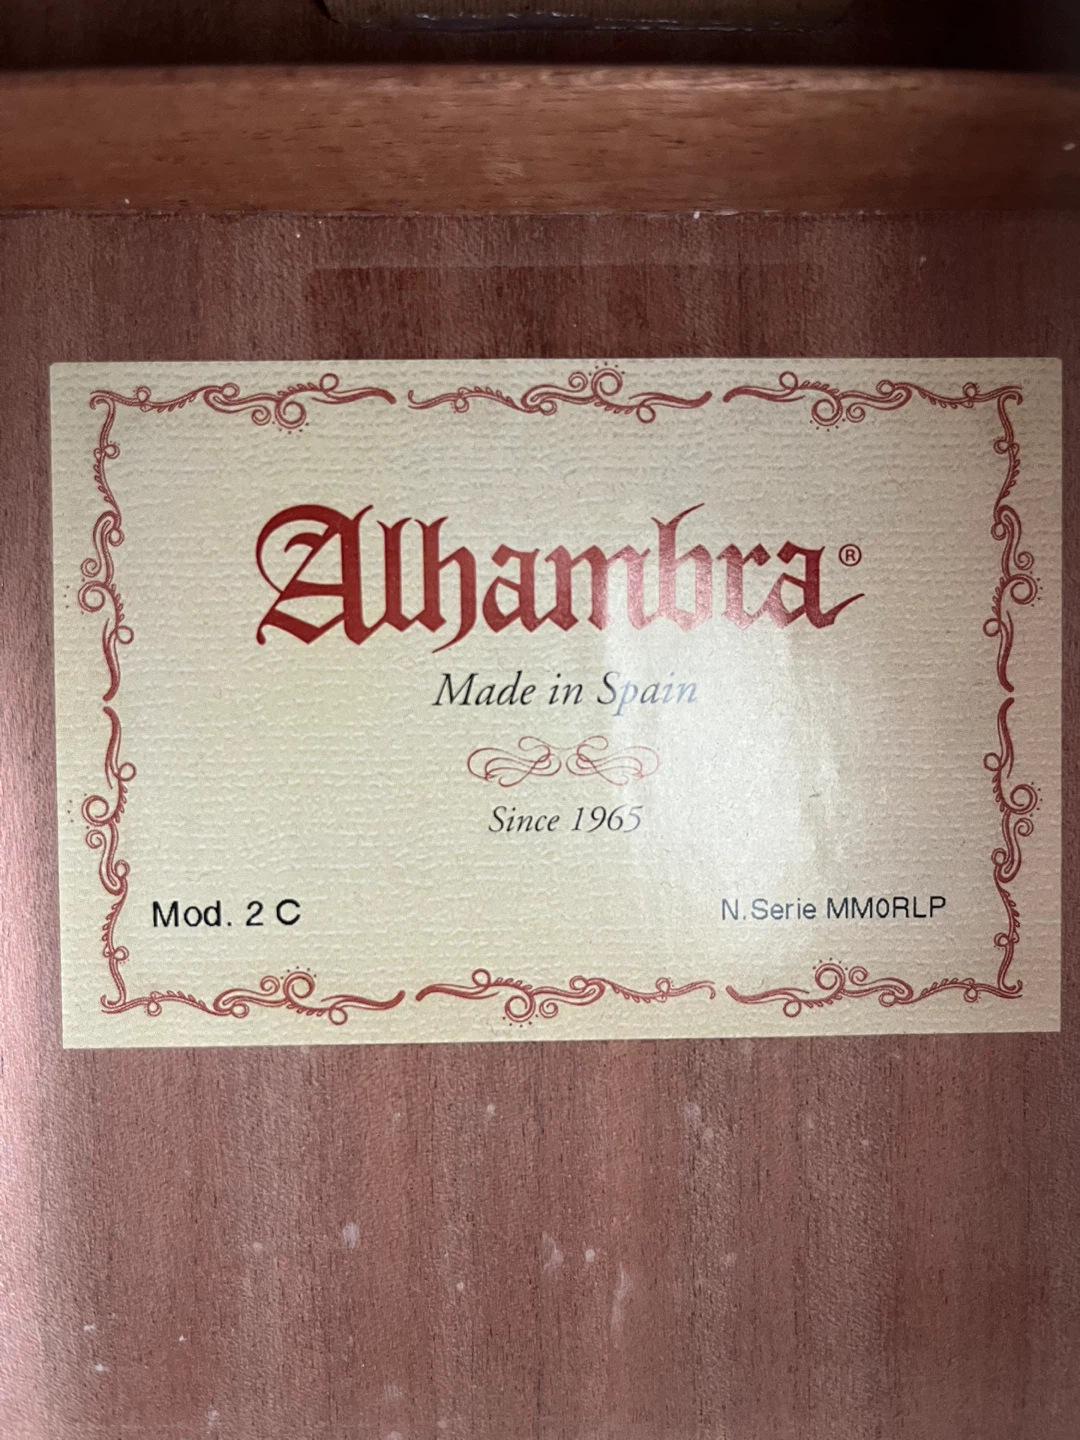 Alhambra®
Made in Spain
Since 1965
Mod. 2 C
N.Serie MM0RLP